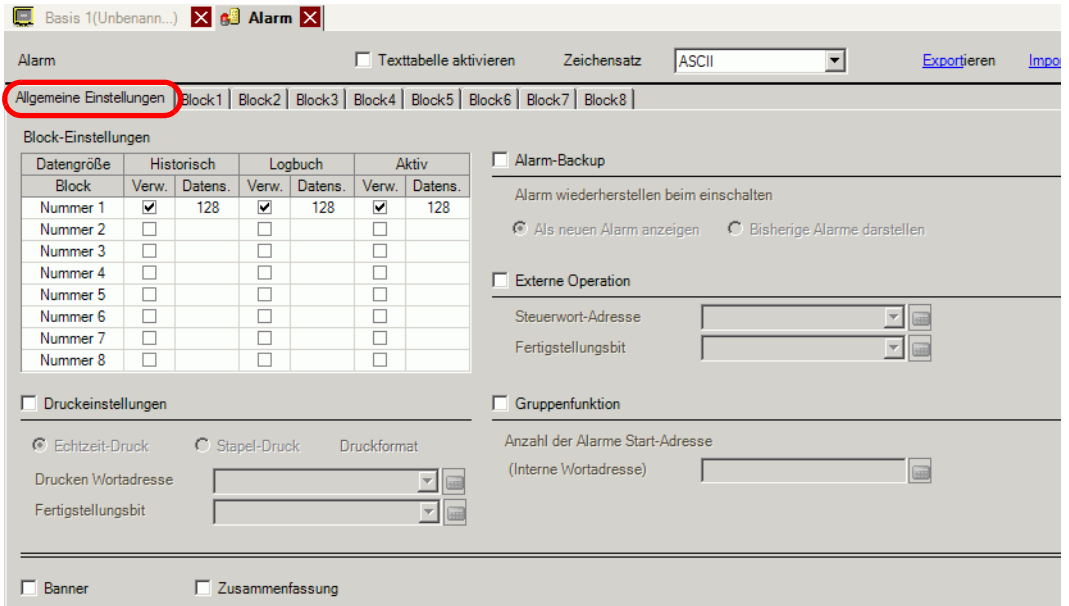 Basis 1(Unbenann...) Alarm
Alarm Texttabelle aktivieren Zeichensatz ASCII Exportieren Impo
Allgemeine Einstellungen Block1 Block2 Block3 Block4 Block5 Block6 Block7 Block8
Block-Einstellungen
Datengröße Historisch Logbuch Aktiv
Block Verw. Datens. Verw. Datens. Verw. Datens.
Nummer 1 128 128 128
Nummer 2
Nummer 3
Nummer 4
Nummer 5
Nummer 6
Nummer 7
Nummer 8
Alarm-Backup
Alarm wiederherstellen beim einschalten
Als neuen Alarm anzeigen Bisherige Alarme darstellen
Externe Operation
Steuerwort-Adresse
Fertigstellungsbit
Druckeinstellungen
Echtzeit-Druck Stapel-Druck Druckformat
Drucken Wortadresse
Fertigstellungsbit
Gruppenfunktion
Anzahl der Alarme Start-Adresse
(Interne Wortadresse)
Banner Zusammenfassung